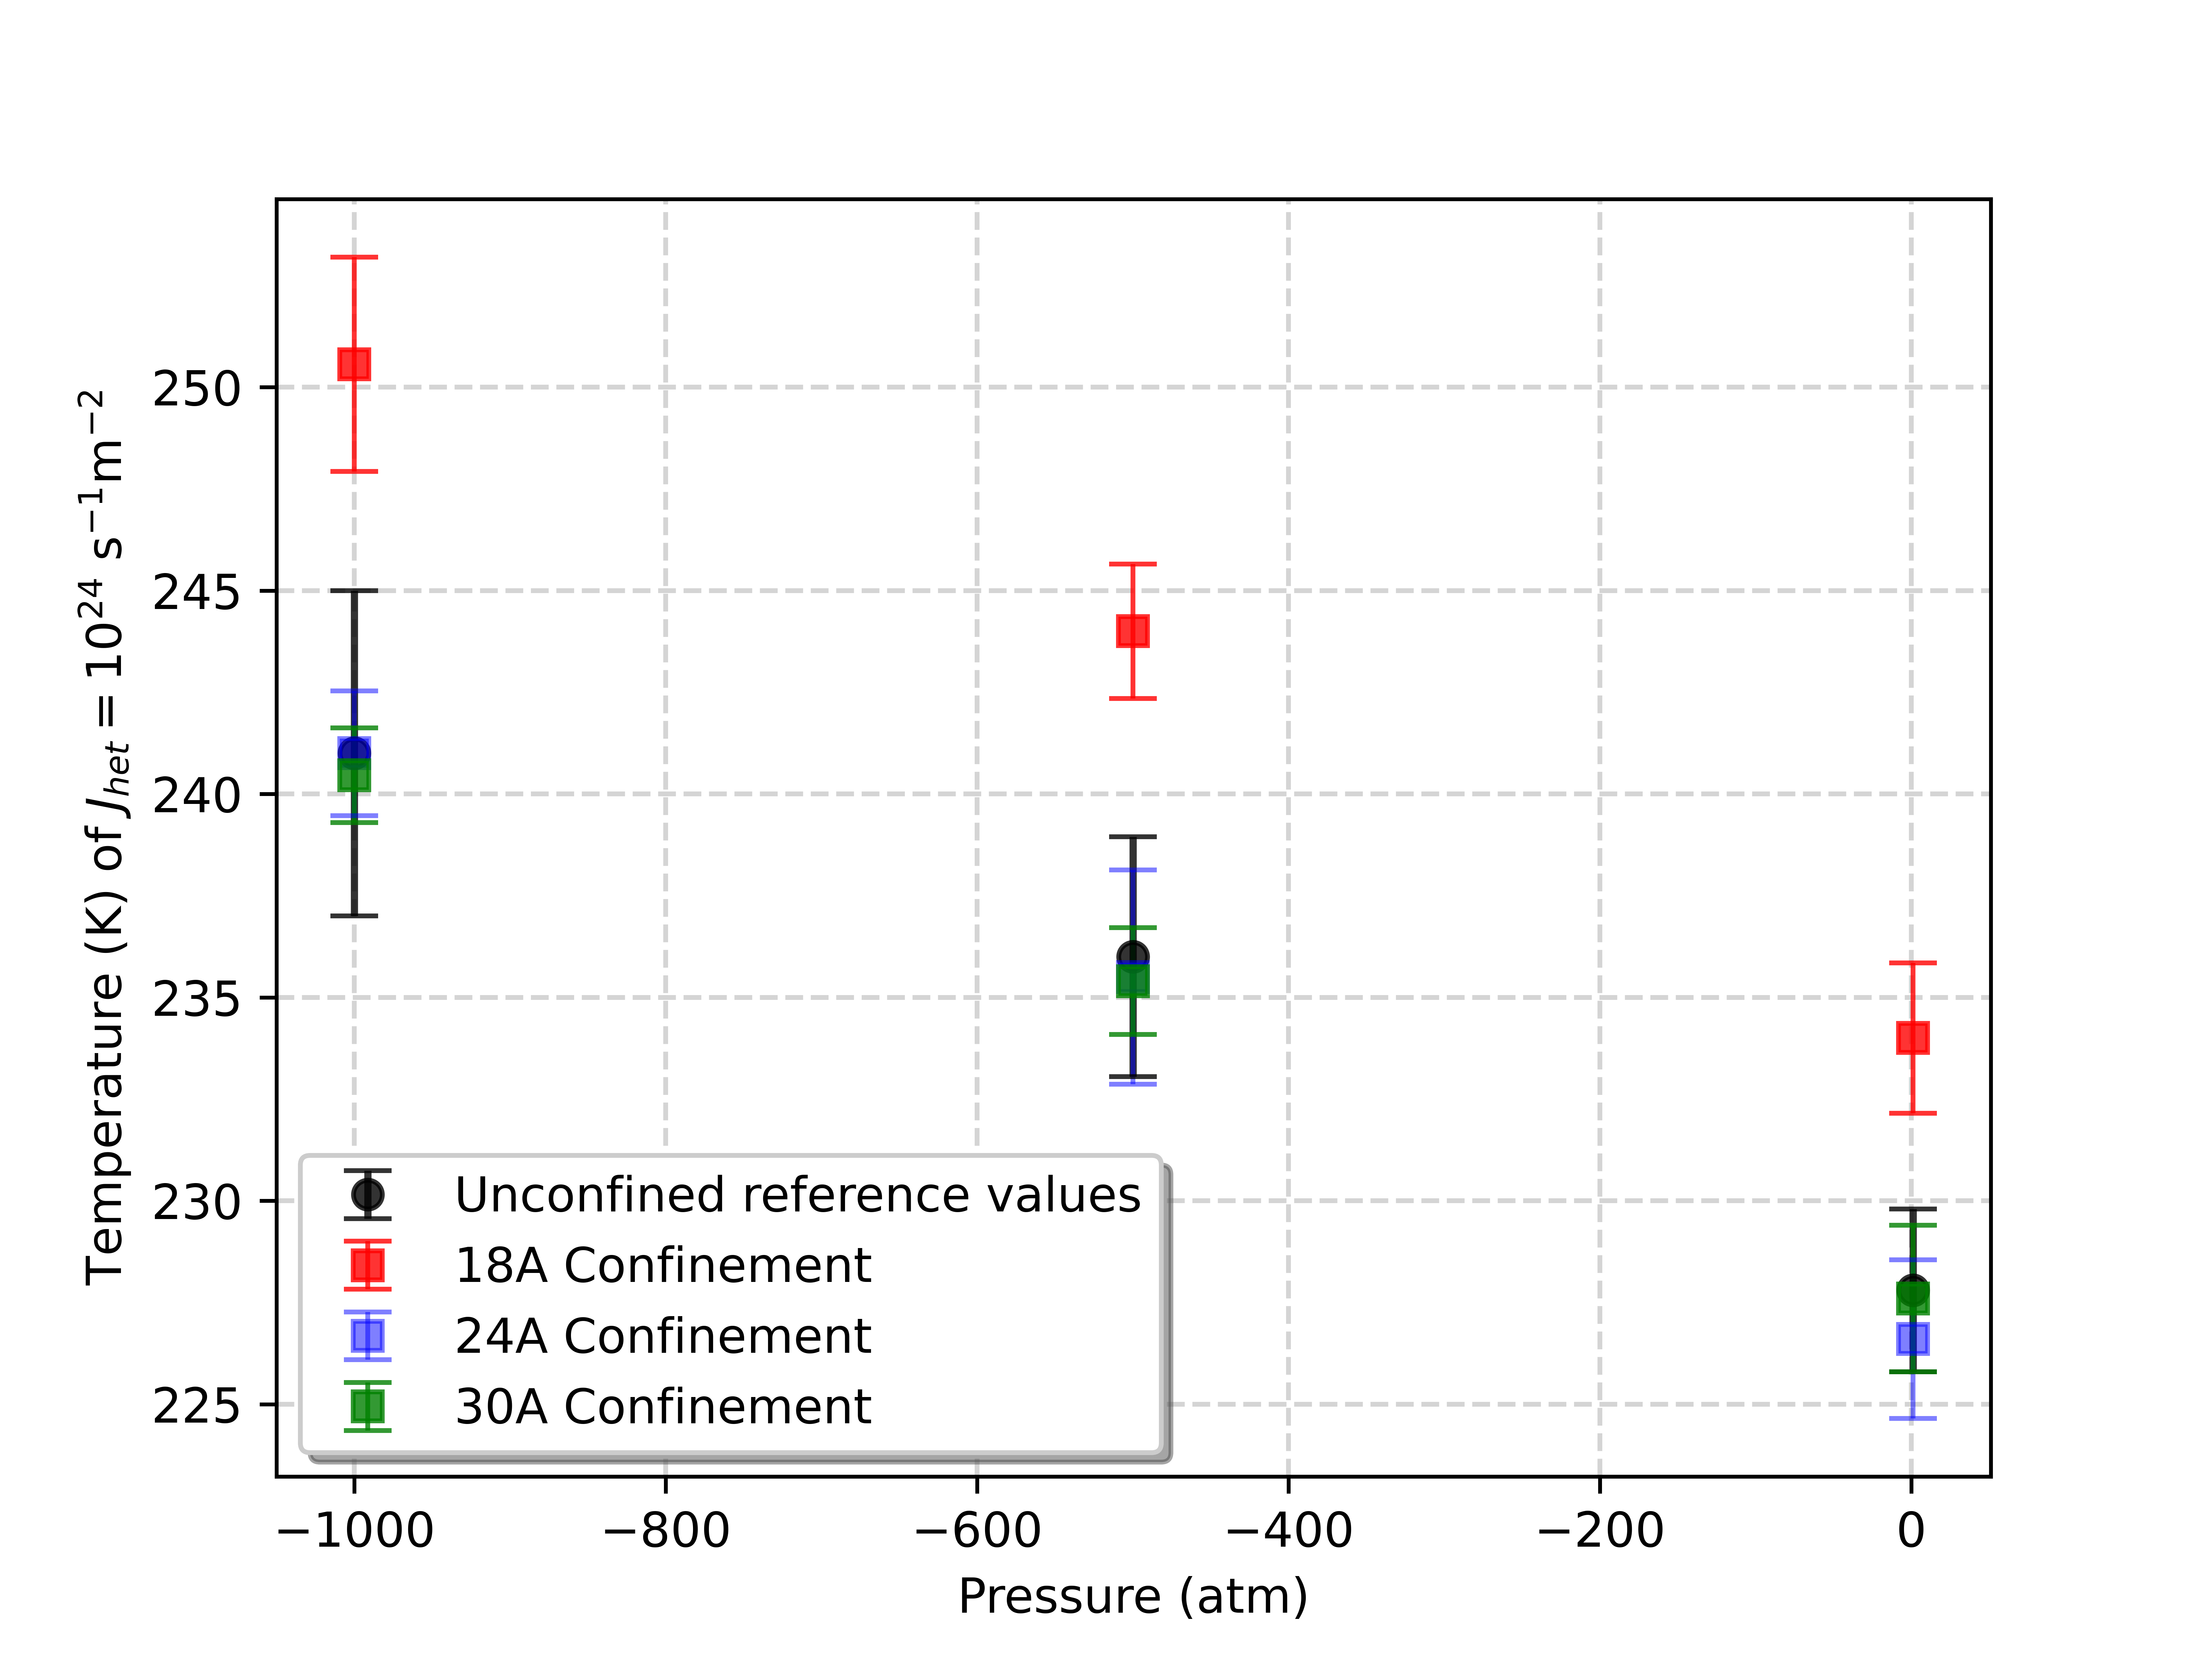 Temperature (K) of J_het = 10^24 s^−1 m^−2
250
245
240
235
230
225
Unconfined reference values
18A Confinement
24A Confinement
30A Confinement
−1000 −800 −600 −400 −200 0
Pressure (atm)